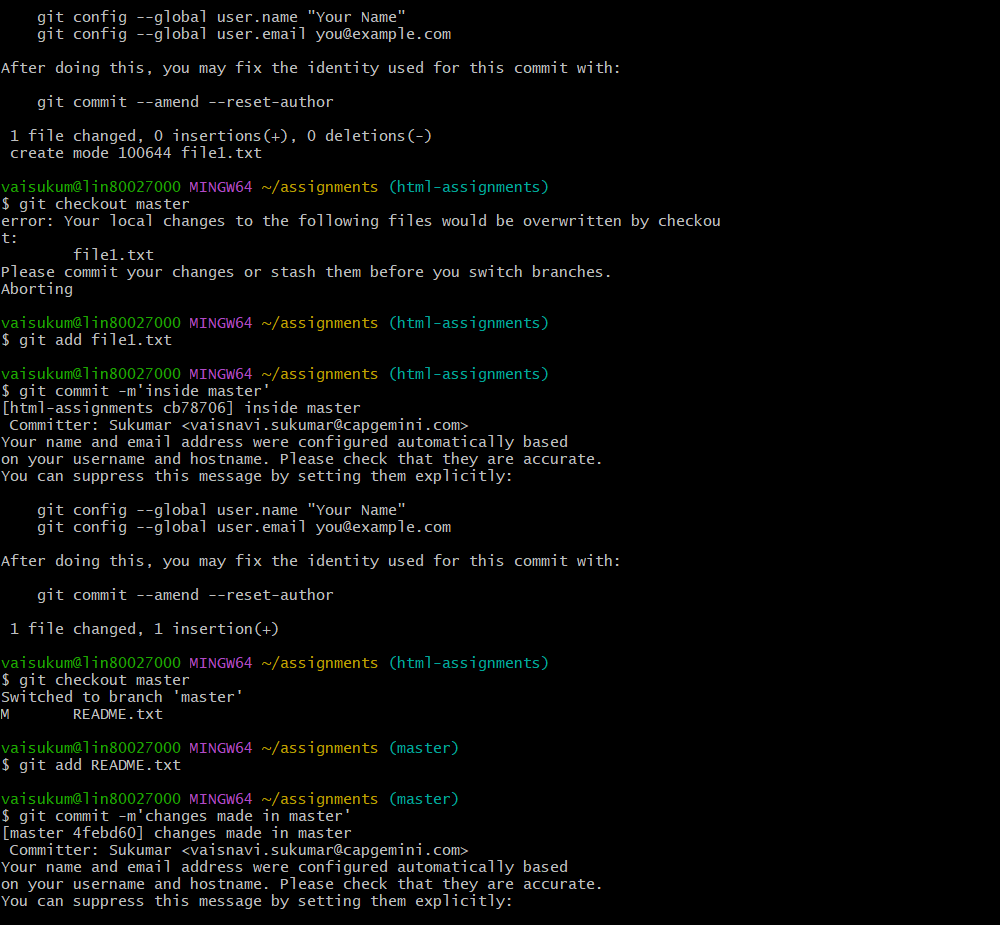 git config --global user.name "Your Name"
    git config --global user.email you@example.com
After doing this, you may fix the identity used for this commit with:
    git commit --amend --reset-author
 1 file changed, 0 insertions(+), 0 deletions(-)
 create mode 100644 file1.txt
vaisukum@lin80027000 MINGW64 ~/assignments (html-assignments)
$ git checkout master
error: Your local changes to the following files would be overwritten by checkou
t:
        file1.txt
Please commit your changes or stash them before you switch branches.
Aborting
vaisukum@lin80027000 MINGW64 ~/assignments (html-assignments)
$ git add file1.txt
vaisukum@lin80027000 MINGW64 ~/assignments (html-assignments)
$ git commit -m'inside master'
[html-assignments cb78706] inside master
 Committer: Sukumar <vaisnavi.sukumar@capgemini.com>
Your name and email address were configured automatically based
on your username and hostname. Please check that they are accurate.
You can suppress this message by setting them explicitly:
    git config --global user.name "Your Name"
    git config --global user.email you@example.com
After doing this, you may fix the identity used for this commit with:
    git commit --amend --reset-author
 1 file changed, 1 insertion(+)
vaisukum@lin80027000 MINGW64 ~/assignments (html-assignments)
$ git checkout master
Switched to branch 'master'
M       README.txt
vaisukum@lin80027000 MINGW64 ~/assignments (master)
$ git add README.txt
vaisukum@lin80027000 MINGW64 ~/assignments (master)
$ git commit -m'changes made in master'
[master 4febd60] changes made in master
 Committer: Sukumar <vaisnavi.sukumar@capgemini.com>
Your name and email address were configured automatically based
on your username and hostname. Please check that they are accurate.
You can suppress this message by setting them explicitly: